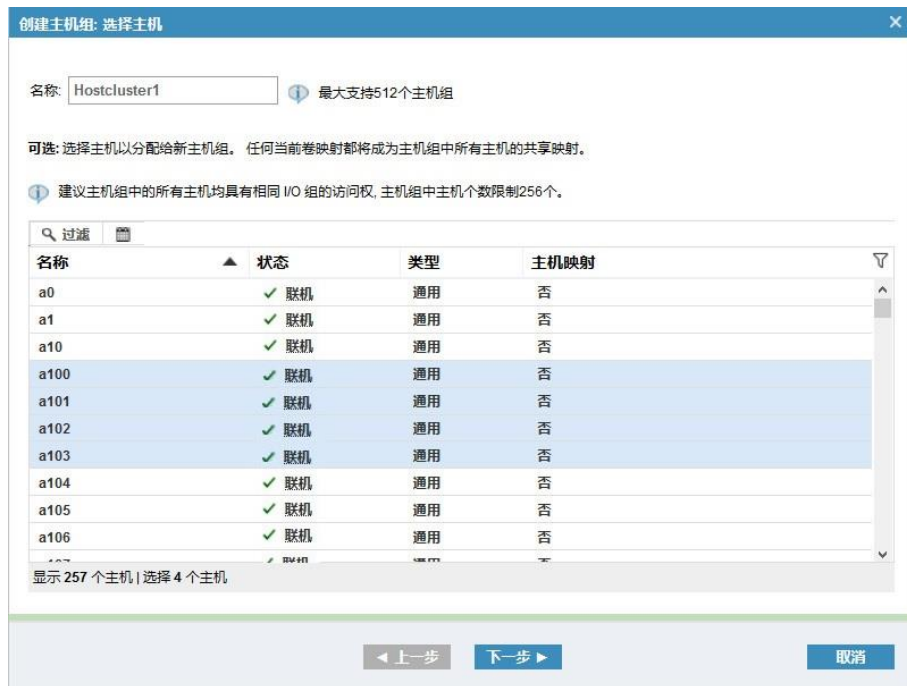 创建主机组: 选择主机
名称: Hostcluster1 最大支持512个主机组
可选: 选择主机以分配给新主机组。 任何当前卷映射都将成为主机组中所有主机的共享映射。
建议主机组中的所有主机均具有相同 I/O 组的访问权, 主机组中主机个数限制256个。
过滤
名称 状态 类型 主机映射
a0 联机 通用 否
a1 联机 通用 否
a10 联机 通用 否
a100 联机 通用 否
a101 联机 通用 否
a102 联机 通用 否
a103 联机 通用 否
a104 联机 通用 否
a105 联机 通用 否
a106 联机 通用 否
显示 257 个主机 | 选择 4 个主机
上一步 下一步 取消